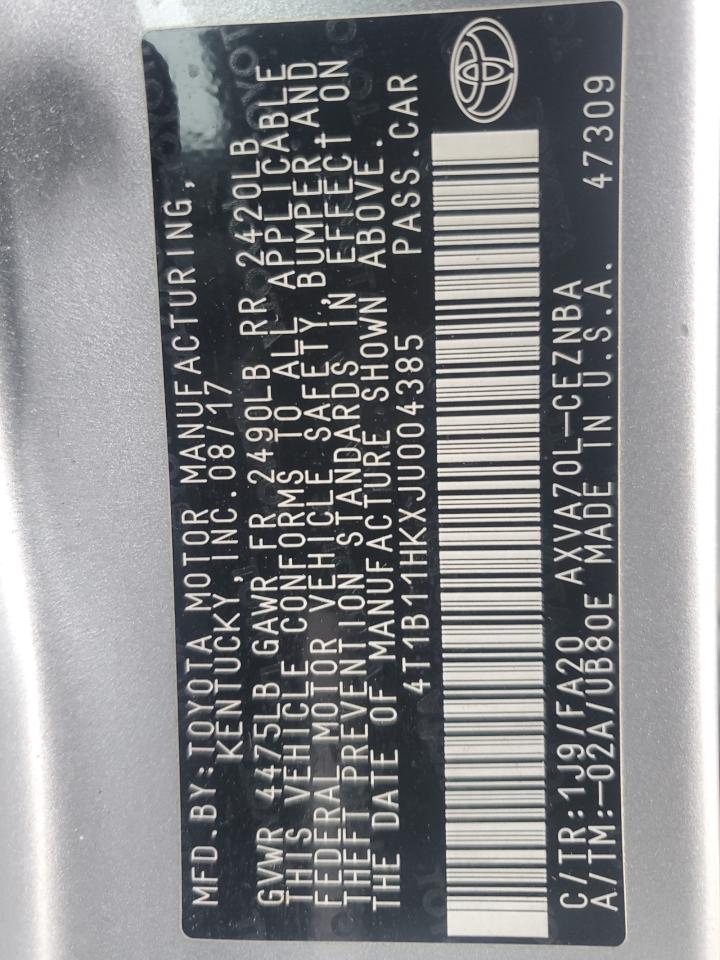 MFD.BY:TOYOTA MOTOR MANUFACTURING,
KENTUCKY,INC.08/17
GVWR 4475LB GAWR FR 2490LB RR 2420LB
THIS VEHICLE CONFORMS TO ALL APPLICABLE
FEDERAL MOTOR VEHICLE SAFETY,BUMPER,AND
THEFT PREVENTION STANDARDS IN EFFECT ON
THE DATE OF MANUFACTURE SHOWN ABOVE.
4T1B11HKXJU004385 PASS.CAR
C/TR:1J9/FA20 AXVA70L-CEZNBA
A/TM:-02A/UB80E MADE IN U.S.A. 47309